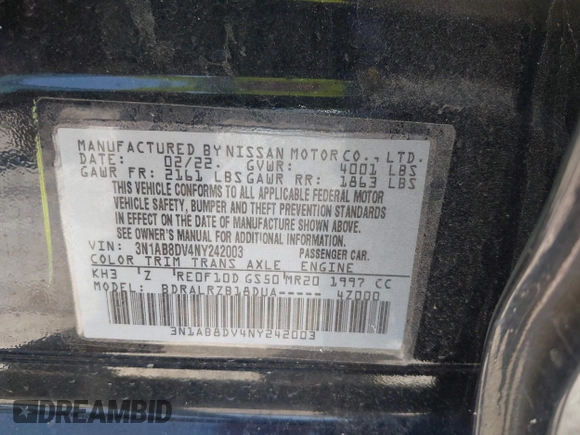 MANUFACTURED BY NISSAN MOTOR CO., LTD.
DATE: 02/22. GVWR: 4001 LBS
GAWR FR: 2161 LBS GAWR RR: 1863 LBS
THIS VEHICLE CONFORMS TO ALL APPLICABLE FEDERAL MOTOR
VEHICLE SAFETY, BUMPER AND THEFT PREVENTION STANDARDS
IN EFFECT ON THE DATE OF MANUFACTURE SHOWN ABOVE.
SEE OWNER'S MANUAL FOR ADDITIONAL INFORMATION.
VIN: 3N1AB8DV4NY242003 PASSENGER CAR.
COLOR TRIM TRANS AXLE ENGINE
KH3 Z RE0F10D GS50 MR20 1997 CC
MODEL: BDRALRZB18DUA----- 4Z000
3N1AB8DV4NY242003
DREAMBID